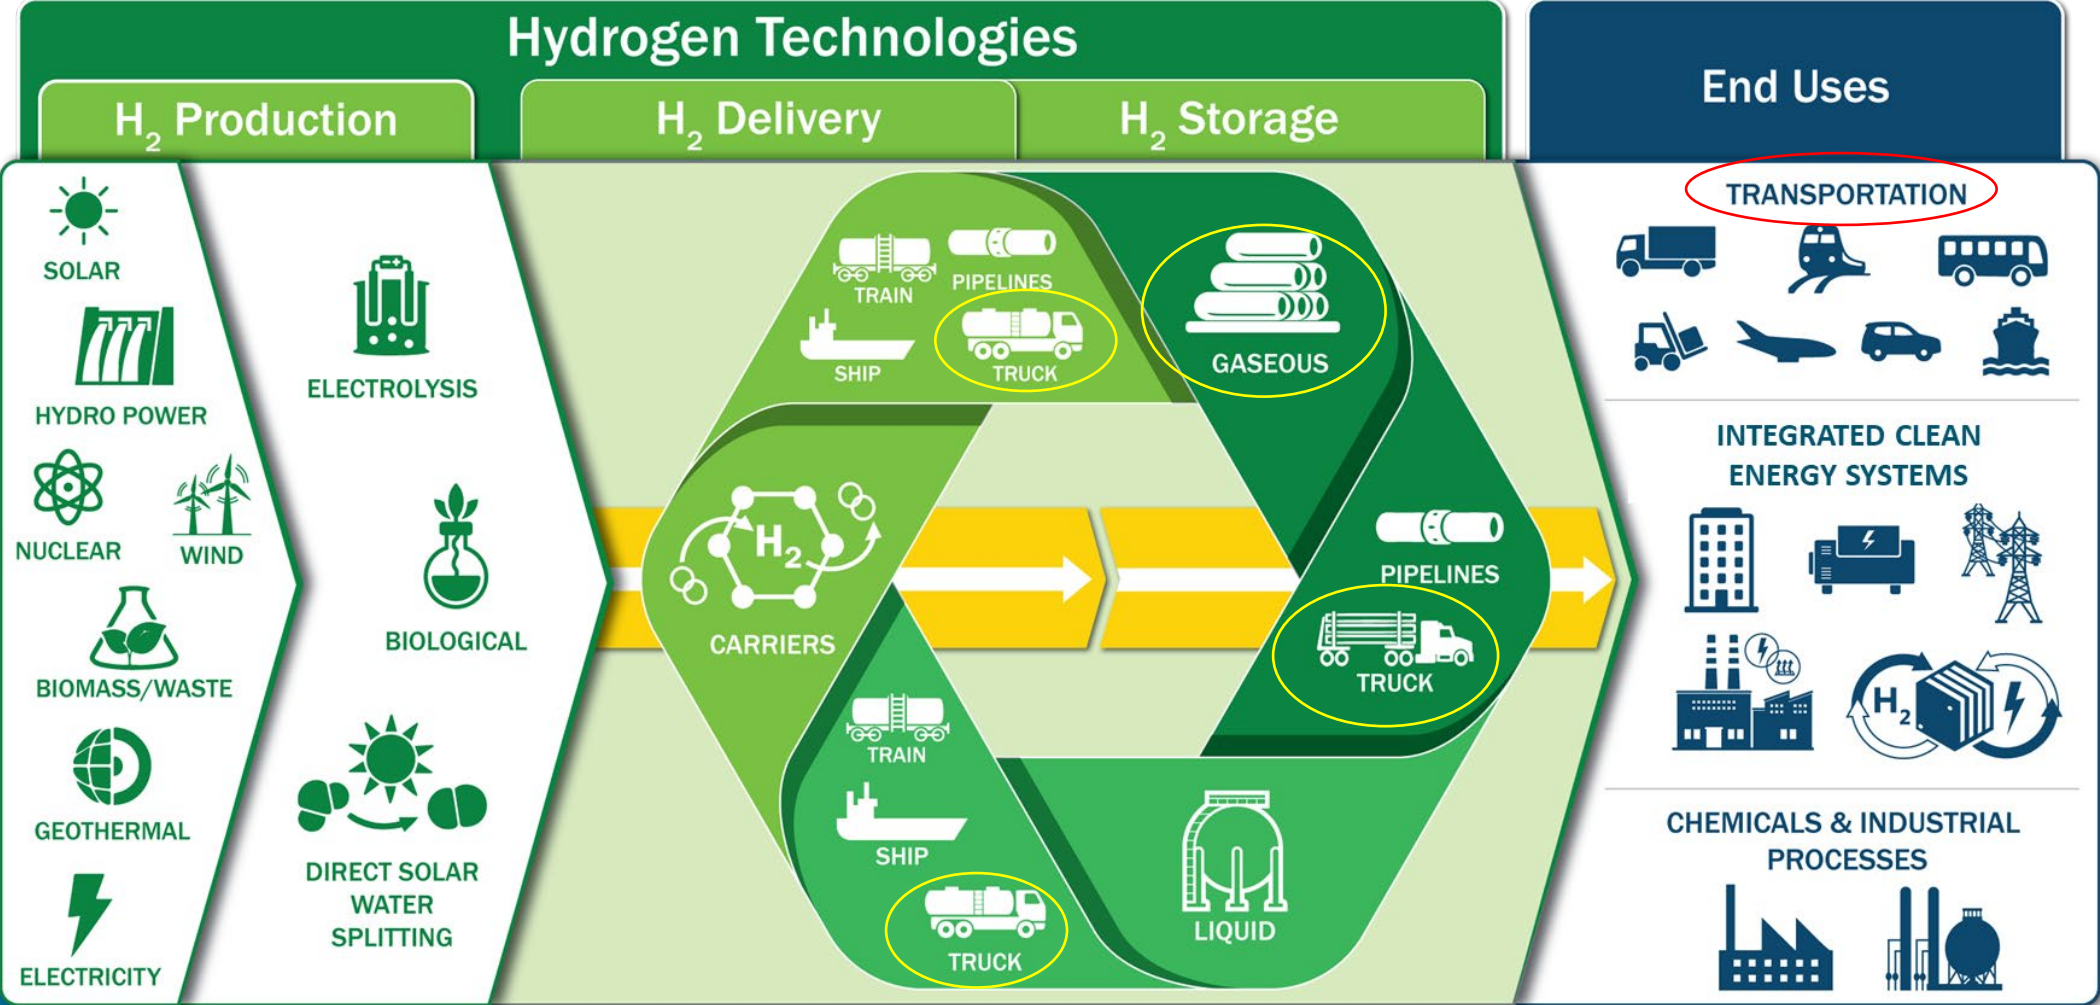 Hydrogen Technologies
H₂ Production
H₂ Delivery
H₂ Storage
End Uses
SOLAR
HYDRO POWER
NUCLEAR
WIND
BIOMASS/WASTE
GEOTHERMAL
ELECTRICITY
ELECTROLYSIS
BIOLOGICAL
DIRECT SOLAR
WATER
SPLITTING
TRAIN
PIPELINES
SHIP
TRUCK
H₂
CARRIERS
TRAIN
SHIP
TRUCK
GASEOUS
PIPELINES
TRUCK
LIQUID
TRANSPORTATION
INTEGRATED CLEAN
ENERGY SYSTEMS
H₂
CHEMICALS & INDUSTRIAL
PROCESSES